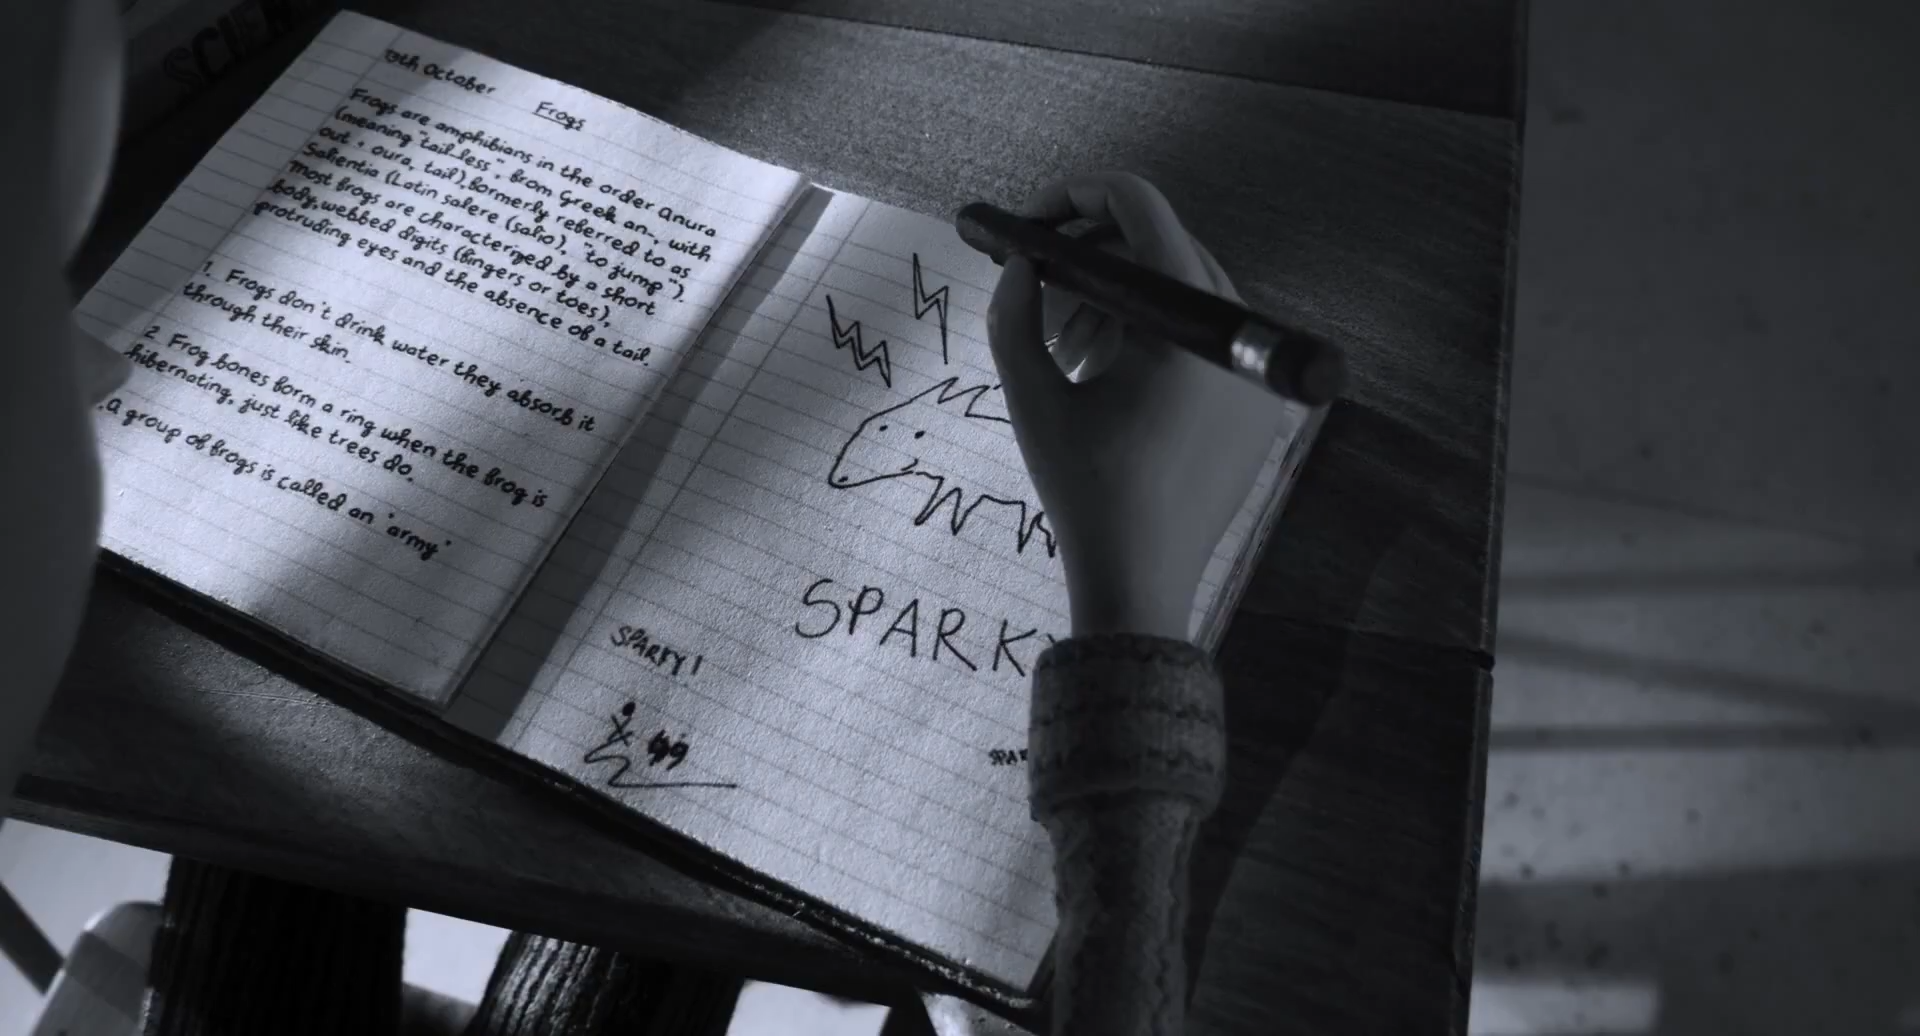 13th October Frogs
Frogs are amphibians in the order Anura
(meaning "tail-less", from Greek an-, with
out + oura, tail), formerly referred to as
Salientia (Latin salere (salio), "to jump").
most frogs are characterized by a short
body, webbed digits (fingers or toes),
protruding eyes and the absence of a tail.
1. Frogs don't drink water they absorb it
through their skin.
2. Frog bones form a ring when the frog is
hibernating, just like trees do.
. A group of frogs is called an "army"
SPARKY
SPARKY!
SPAR